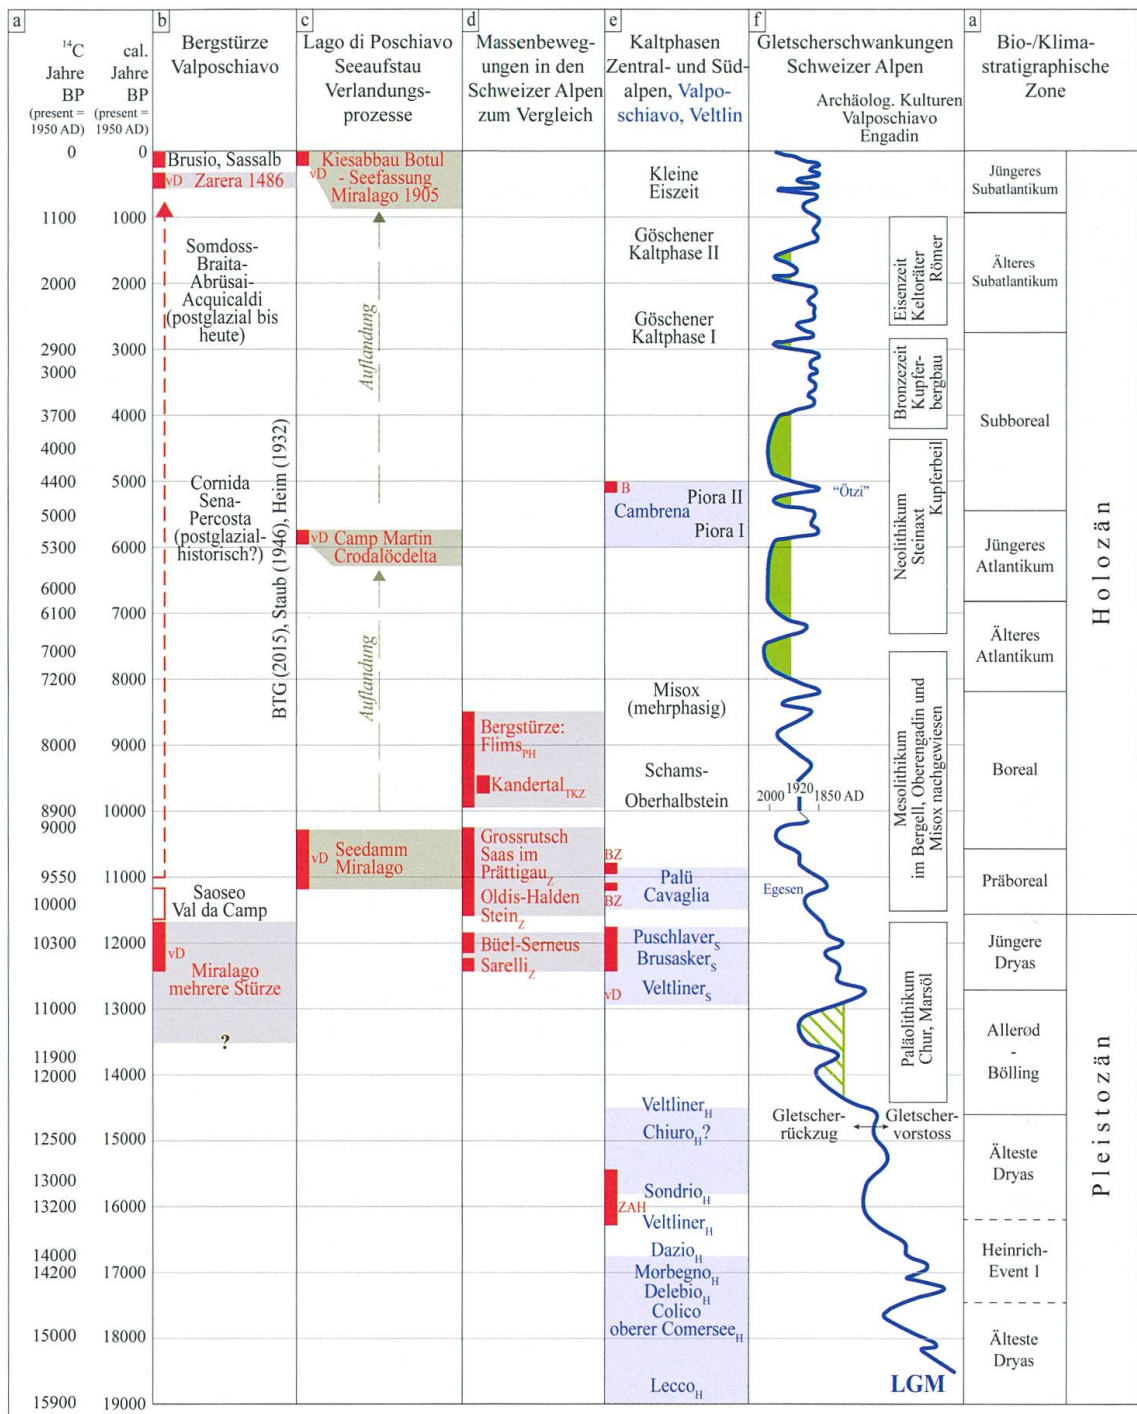 a
14C
Jahre
BP
(present =
1950 AD)
cal.
Jahre
BP
(present =
1950 AD)
b
Bergstürze
Valposchiavo
c
Lago di Poschiavo
Seeaufstau
Verlandungs-
prozesse
d
Massenbeweg-
ungen in den
Schweizer Alpen
zum Vergleich
e
Kaltphasen
Zentral- und Süd-
alpen, Valpo-
schiavo, Veltlin
f
Gletscherschwankungen
Schweizer Alpen
Archäolog. Kulturen
Valposchiavo
Engadin
a
Bio-/Klima-
stratigraphische
Zone
0
1100
2000
2900
3000
3700
4000
4400
5000
5300
6000
6100
7000
7200
8000
8900
9000
9550
10000
10300
11000
11900
12000
12500
13000
13200
14000
14200
15000
15900
0
1000
2000
3000
4000
5000
6000
7000
8000
9000
10000
11000
12000
13000
14000
15000
16000
17000
18000
19000
Brusio, Sassalb
vD Zarera 1486
Somdoss-
Braita-
Abrüsai-
Acquicaldi
(postglazial bis
heute)
Cornida
Sena-
Percosta
(postglazial-
historisch?)
BTG (2015), Staub (1946), Heim (1932)
Saoseo
Val da Camp
vD
Miralago
mehrere Stürze
?
Kiesabbau Botul
vD - Seefassung
Miralago 1905
Auflandung
vD Camp Martin
Crodalöcdelta
Auflandung
vD Seedamm
Miralago
Bergstürze:
Flims PH
Kandertal TKZ
Grossrutsch
Saas im
Prättigau Z
Oldis-Halden
Stein Z
Büel-Serneus
Sarelli Z
Kleine
Eiszeit
Göschener
Kaltphase II
Göschener
Kaltphase I
B
Piora II
Cambrena
Piora I
Misox
(mehrphasig)
Schams-
Oberhalbstein
BZ
Palü
Cavaglia
BZ
Puschlaver S
Brusasker S
Veltliner S
vD
Veltliner H
Chiuro H?
Sondrio H
ZAH
Veltliner H
Dazio H
Morbegno H
Delebio H
Colico
oberer Comersee H
Lecco H
"Ötzi"
1920
2000 1850 AD
Egesen
Gletscher-
rückzug
Gletscher-
vorstoss
LGM
Eisenzeit
Keltoräter
Römer
Bronzezeit
Kupfer-
bergbau
Neolithikum
Steinaxt
Kupferbeil
Mesolithikum
im Bergell, Oberengadin und
Misox nachgewiesen
Paläolithikum
Chur, Marsöl
Jüngeres
Subatlantikum
Älteres
Subatlantikum
Subboreal
Jüngeres
Atlantikum
Älteres
Atlantikum
Boreal
Präboreal
Jüngere
Dryas
Allerød
-
Bölling
Älteste
Dryas
Heinrich-
Event 1
Älteste
Dryas
Holozän
Pleistozän